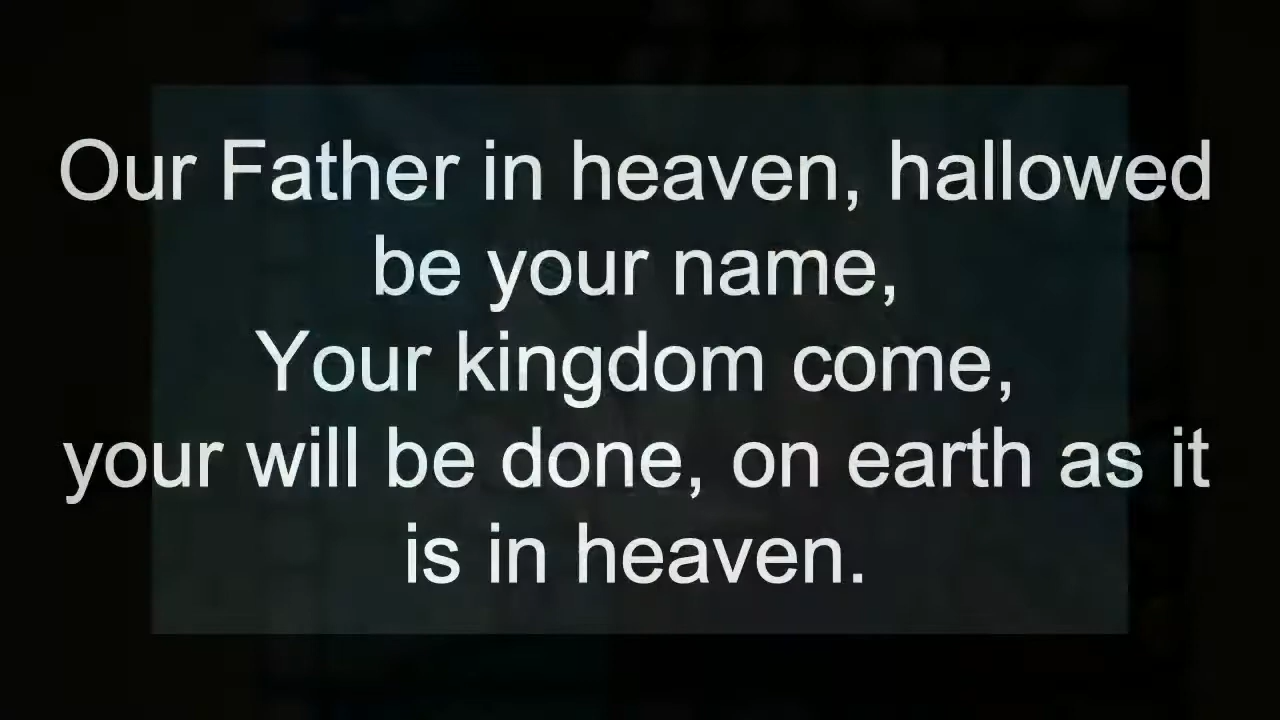 Our Father in heaven, hallowed
be your name,
Your kingdom come,
your will be done, on earth as it
is in heaven.